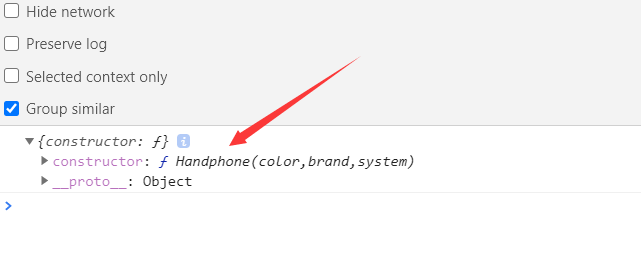 Hide network
Preserve log
Selected context only
Group similar
{constructor: ƒ} i
constructor: ƒ Handphone(color,brand,system)
__proto__: Object